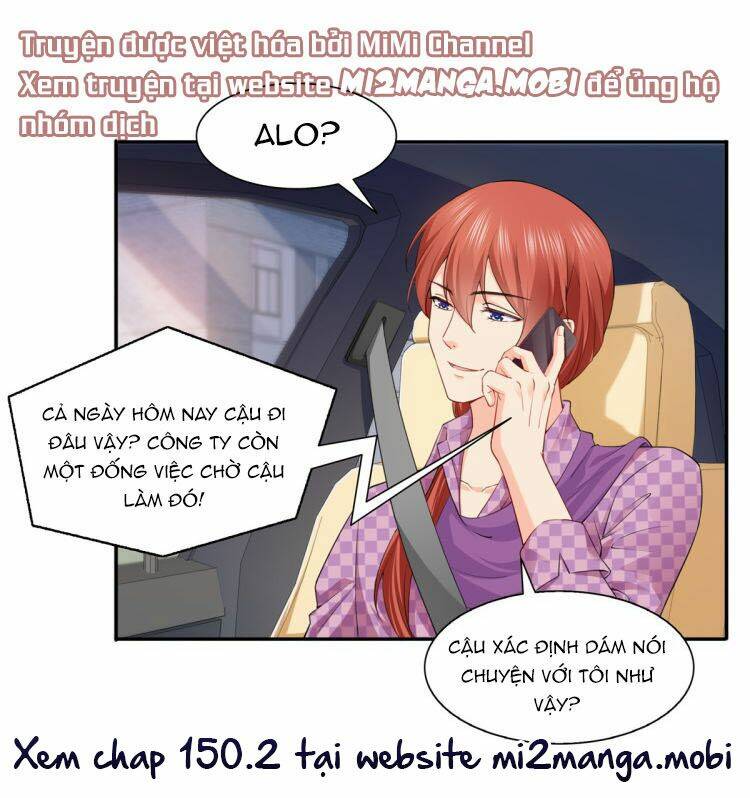 Truyện được việt hóa bởi MiMi Channel
Xem truyện tại website MI2MANGA.MOBI để ủng hộ
nhóm dịch
ALO?
CẢ NGÀY HÔM NAY CẬU ĐI
ĐÂU VẬY? CÔNG TY CÒN
MỘT ĐỐNG VIỆC CHỜ CẬU
LÀM ĐÓ!
CẬU XÁC ĐỊNH DÁM NÓI
CHUYỆN VỚI TÔI NHƯ
VẬY?
Xem chap 150.2 tại website mi2manga.mobi